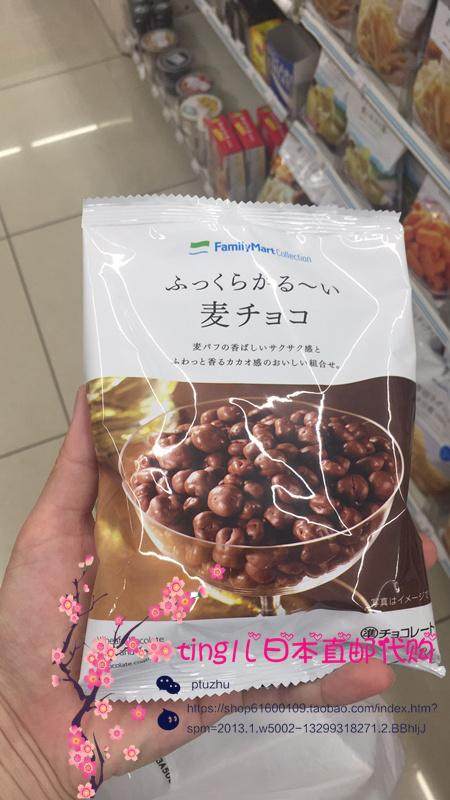 FamilyMart Collection
ふっくらかる〜い
麦チョコ
麦パフの香ばしいサクサク感と
ふわっと香るカカオ感のおいしい組合せ。
写真はイメージで
準チョコレート
chocolate
ting儿日本直邮代购
ptuzhu
https://shop61600109.taobao.com/index.htm?
spm=2013.1.w5002-13299318271.2.BBhljJ